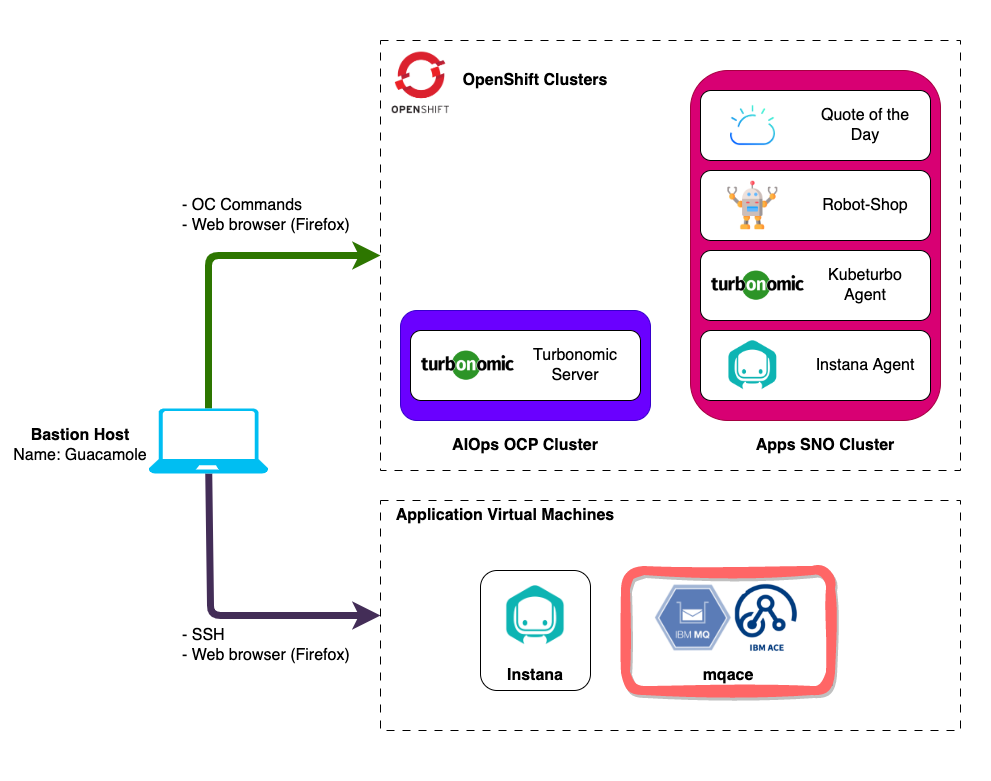 OPENSHIFT
OpenShift Clusters
Quote of the
Day
Robot-Shop
turbonomic
Kubeturbo
Agent
Instana Agent
Apps SNO Cluster
turbonomic
Turbonomic
Server
AIOps OCP Cluster
- OC Commands
- Web browser (Firefox)
Bastion Host
Name: Guacamole
- SSH
- Web browser (Firefox)
Application Virtual Machines
Instana
IBM MQ
IBM ACE
mqace